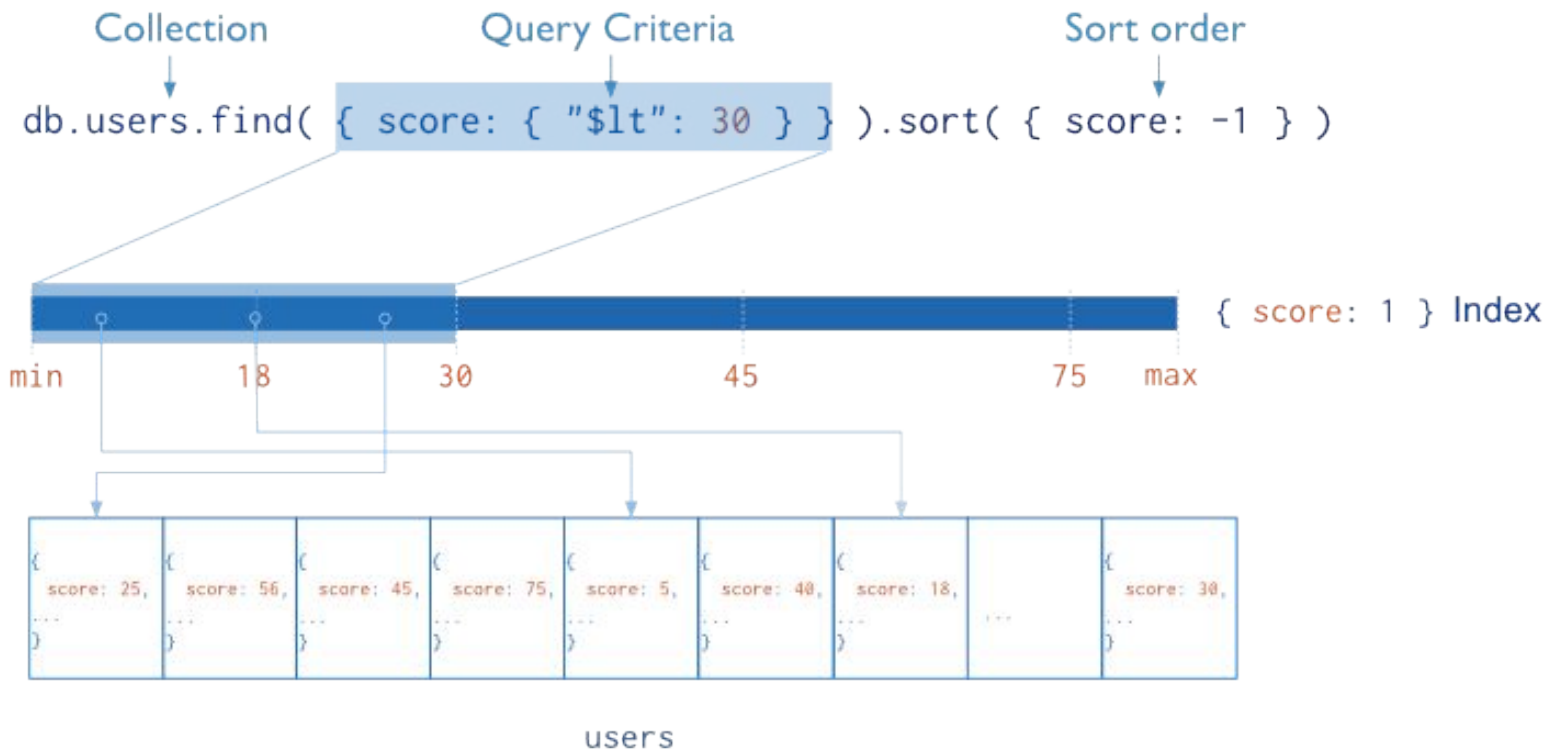 Collection Query Criteria Sort order
db.users.find( { score: { "$lt": 30 } } ).sort( { score: -1 } )
{ score: 1 } Index
min 18 30 45 75 max
{ { { { { { { {
score: 25, score: 56, score: 45, score: 75, score: 5, score: 40, score: 18, score: 30,
... ... ... ... ... ... ... ... ...
} } } } } } } }
users